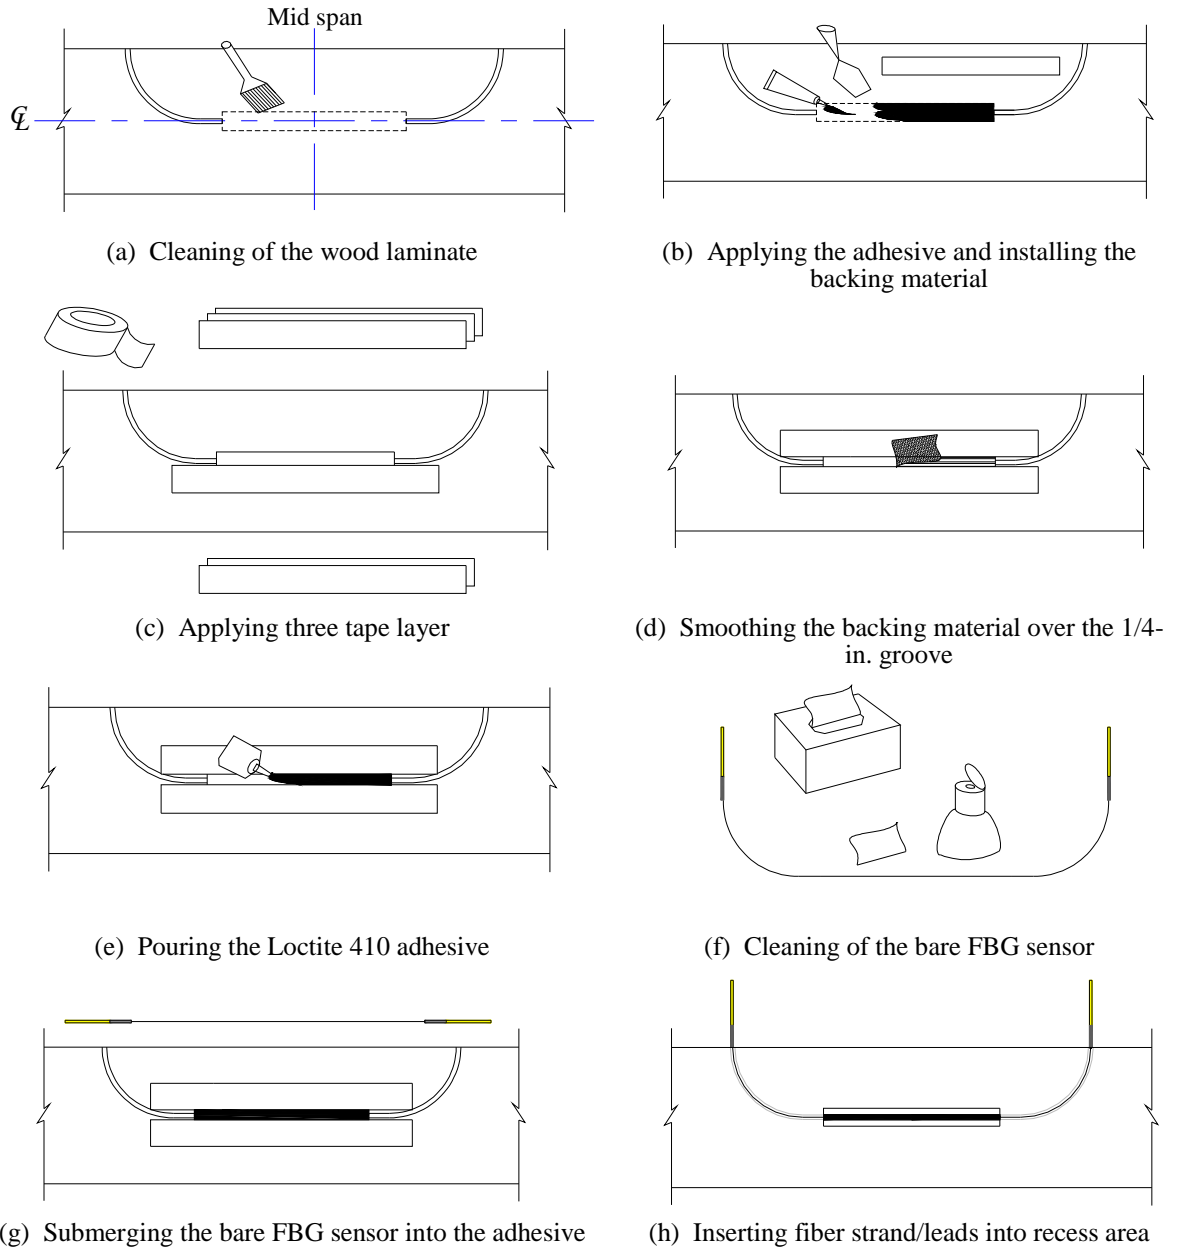 Mid span
℄
(a) Cleaning of the wood laminate
(b) Applying the adhesive and installing the
backing material
(c) Applying three tape layer
(d) Smoothing the backing material over the 1/4-
in. groove
(e) Pouring the Loctite 410 adhesive
(f) Cleaning of the bare FBG sensor
(g) Submerging the bare FBG sensor into the adhesive
(h) Inserting fiber strand/leads into recess area